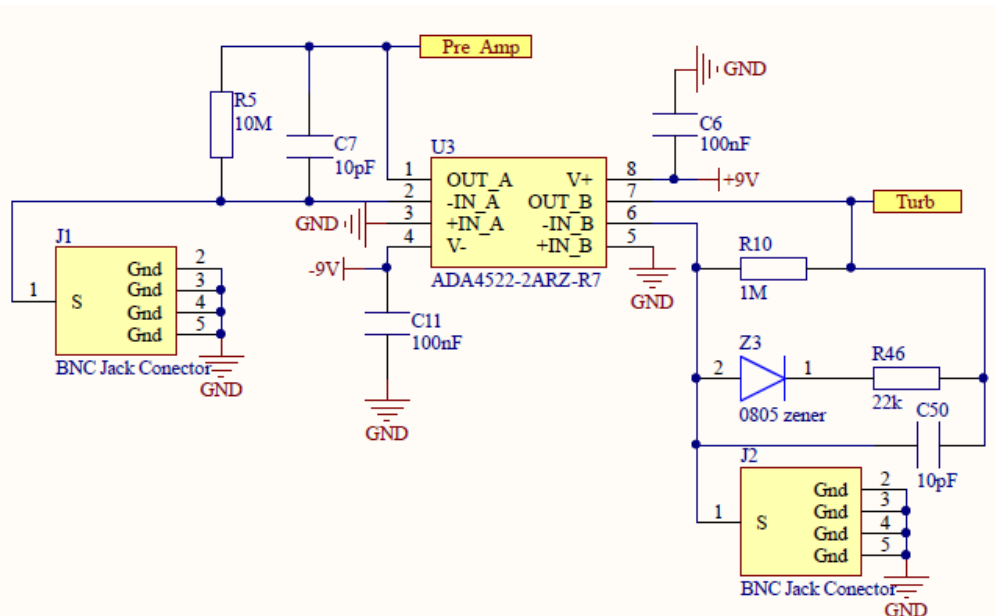 Pre Amp
GND
R5
10M
C6
100nF
C7
10pF
U3
1 OUT_A V+ 8 +9V
2 -IN_A OUT_B 7 Turb
GND 3 +IN_A -IN_B 6
4 V- +IN_B 5
-9V
ADA4522-2ARZ-R7
GND
R10
1M
J1
1 S
Gnd 2
Gnd 3
Gnd 4
Gnd 5
BNC Jack Conector
GND
C11
100nF
GND
Z3
2 1
0805 zener
R46
22k
C50
10pF
J2
1 S
Gnd 2
Gnd 3
Gnd 4
Gnd 5
BNC Jack Conector
GND